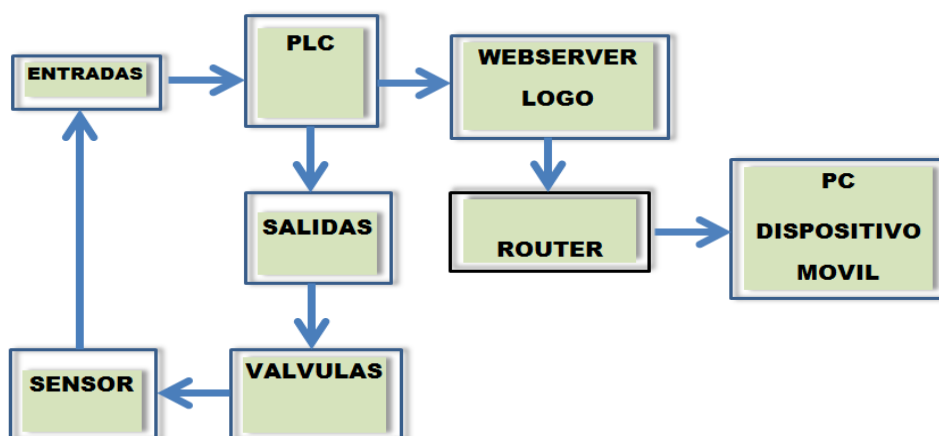 PLC
WEBSERVER
LOGO
ENTRADAS
PC
DISPOSITIVO
MOVIL
SALIDAS
ROUTER
SENSOR
VALVULAS